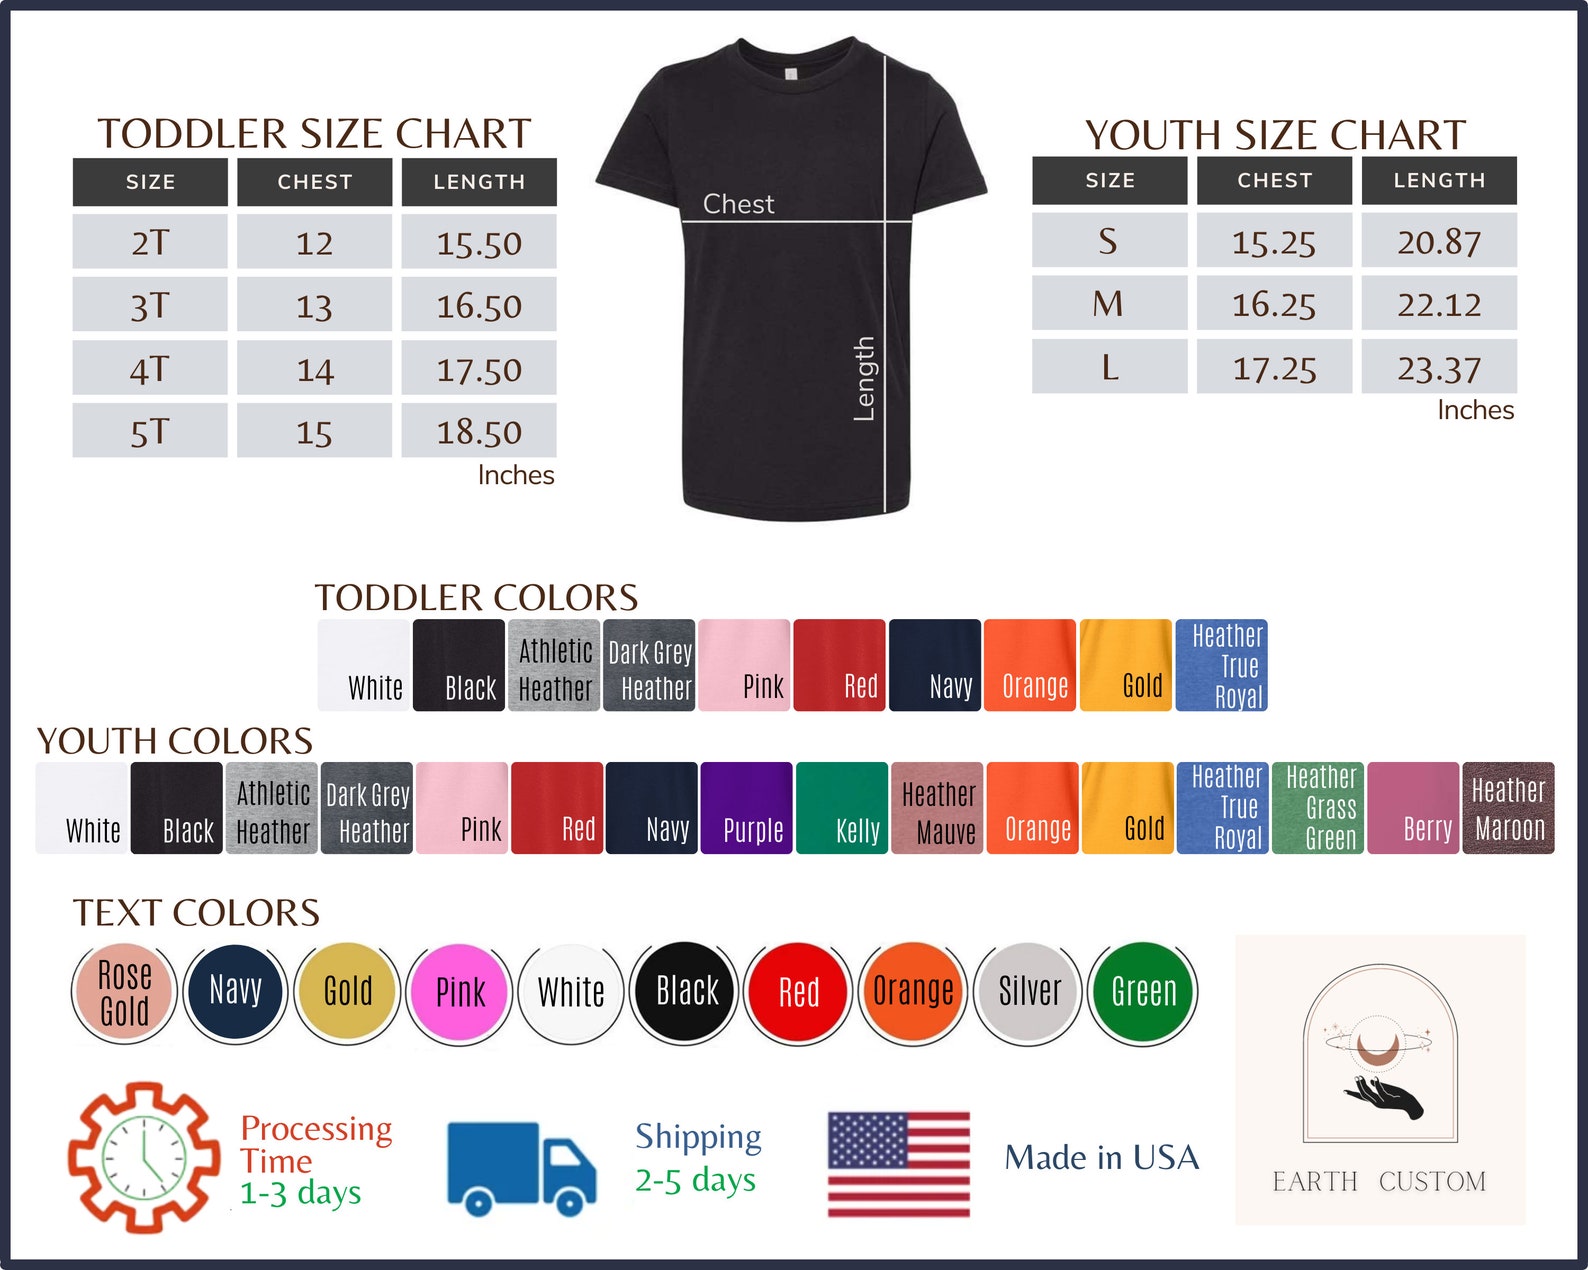 TODDLER SIZE CHART
SIZE CHEST LENGTH
2T 12 15.50
3T 13 16.50
4T 14 17.50
5T 15 18.50
Inches
Chest
Length
YOUTH SIZE CHART
SIZE CHEST LENGTH
S 15.25 20.87
M 16.25 22.12
L 17.25 23.37
Inches
TODDLER COLORS
White
Black
Athletic
Heather
Dark Grey
Heather
Pink
Red
Navy
Orange
Gold
Heather
True
Royal
YOUTH COLORS
White
Black
Athletic
Heather
Dark Grey
Heather
Pink
Red
Navy
Purple
Kelly
Heather
Mauve
Orange
Gold
Heather
True
Royal
Heather
Grass
Green
Berry
Heather
Maroon
TEXT COLORS
Rose
Gold
Navy
Gold
Pink
White
Black
Red
Orange
Silver
Green
Processing
Time
1-3 days
Shipping
2-5 days
Made in USA
EARTH CUSTOM